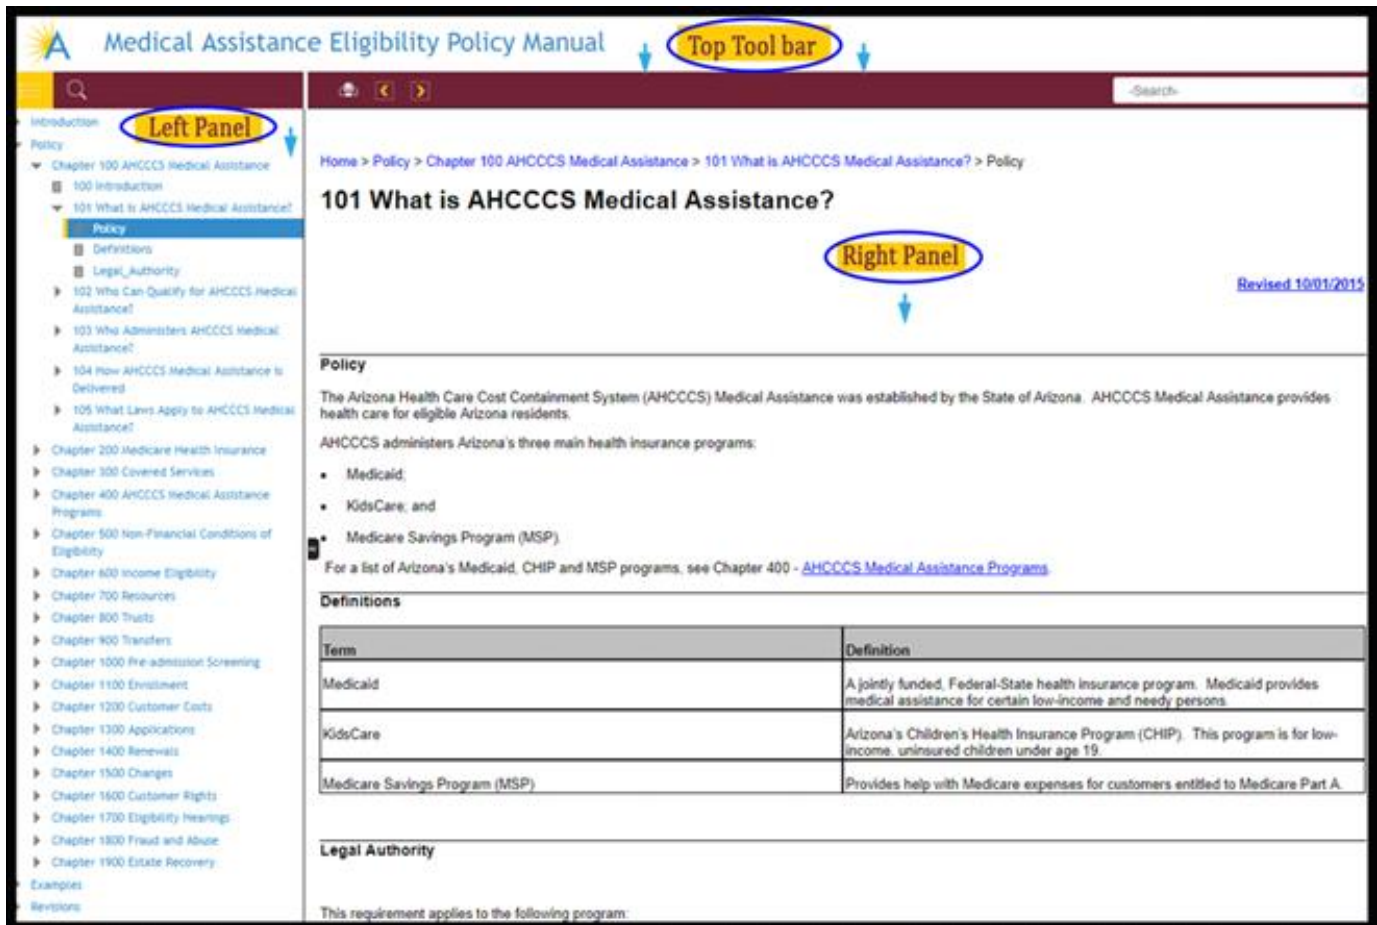 Medical Assistance Eligibility Policy Manual
Top Tool bar
-Search-
Left Panel
Introduction
Policy
Chapter 100 AHCCCS Medical Assistance
100 Introduction
101 What is AHCCCS Medical Assistance?
Policy
Definitions
Legal_Authority
102 Who Can Qualify for AHCCCS Medical
Assistance?
103 Who Administers AHCCCS Medical
Assistance?
104 How AHCCCS Medical Assistance is
Delivered
105 What Laws Apply to AHCCCS Medical
Assistance?
Chapter 200 Medicare Health Insurance
Chapter 300 Covered Services
Chapter 400 AHCCCS Medical Assistance
Programs
Chapter 500 Non-Financial Conditions of
Eligibility
Chapter 600 Income Eligibility
Chapter 700 Resources
Chapter 800 Trusts
Chapter 900 Transfers
Chapter 1000 Pre-admission Screening
Chapter 1100 Enrollment
Chapter 1200 Customer Costs
Chapter 1300 Applications
Chapter 1400 Renewals
Chapter 1500 Changes
Chapter 1600 Customer Rights
Chapter 1700 Eligibility Hearings
Chapter 1800 Fraud and Abuse
Chapter 1900 Estate Recovery
Examples
Revisions
Home > Policy > Chapter 100 AHCCCS Medical Assistance > 101 What is AHCCCS Medical Assistance? > Policy
101 What is AHCCCS Medical Assistance?
Right Panel
Revised 10/01/2015
Policy
The Arizona Health Care Cost Containment System (AHCCCS) Medical Assistance was established by the State of Arizona. AHCCCS Medical Assistance provides
health care for eligible Arizona residents.
AHCCCS administers Arizona's three main health insurance programs:
• Medicaid;
• KidsCare; and
• Medicare Savings Program (MSP).
For a list of Arizona's Medicaid, CHIP and MSP programs, see Chapter 400 - AHCCCS Medical Assistance Programs.
Definitions
Term
Definition
Medicaid
A jointly funded, Federal-State health insurance program. Medicaid provides
medical assistance for certain low-income and needy persons.
KidsCare
Arizona's Children's Health Insurance Program (CHIP). This program is for low-
income, uninsured children under age 19.
Medicare Savings Program (MSP)
Provides help with Medicare expenses for customers entitled to Medicare Part A.
Legal Authority
This requirement applies to the following program: